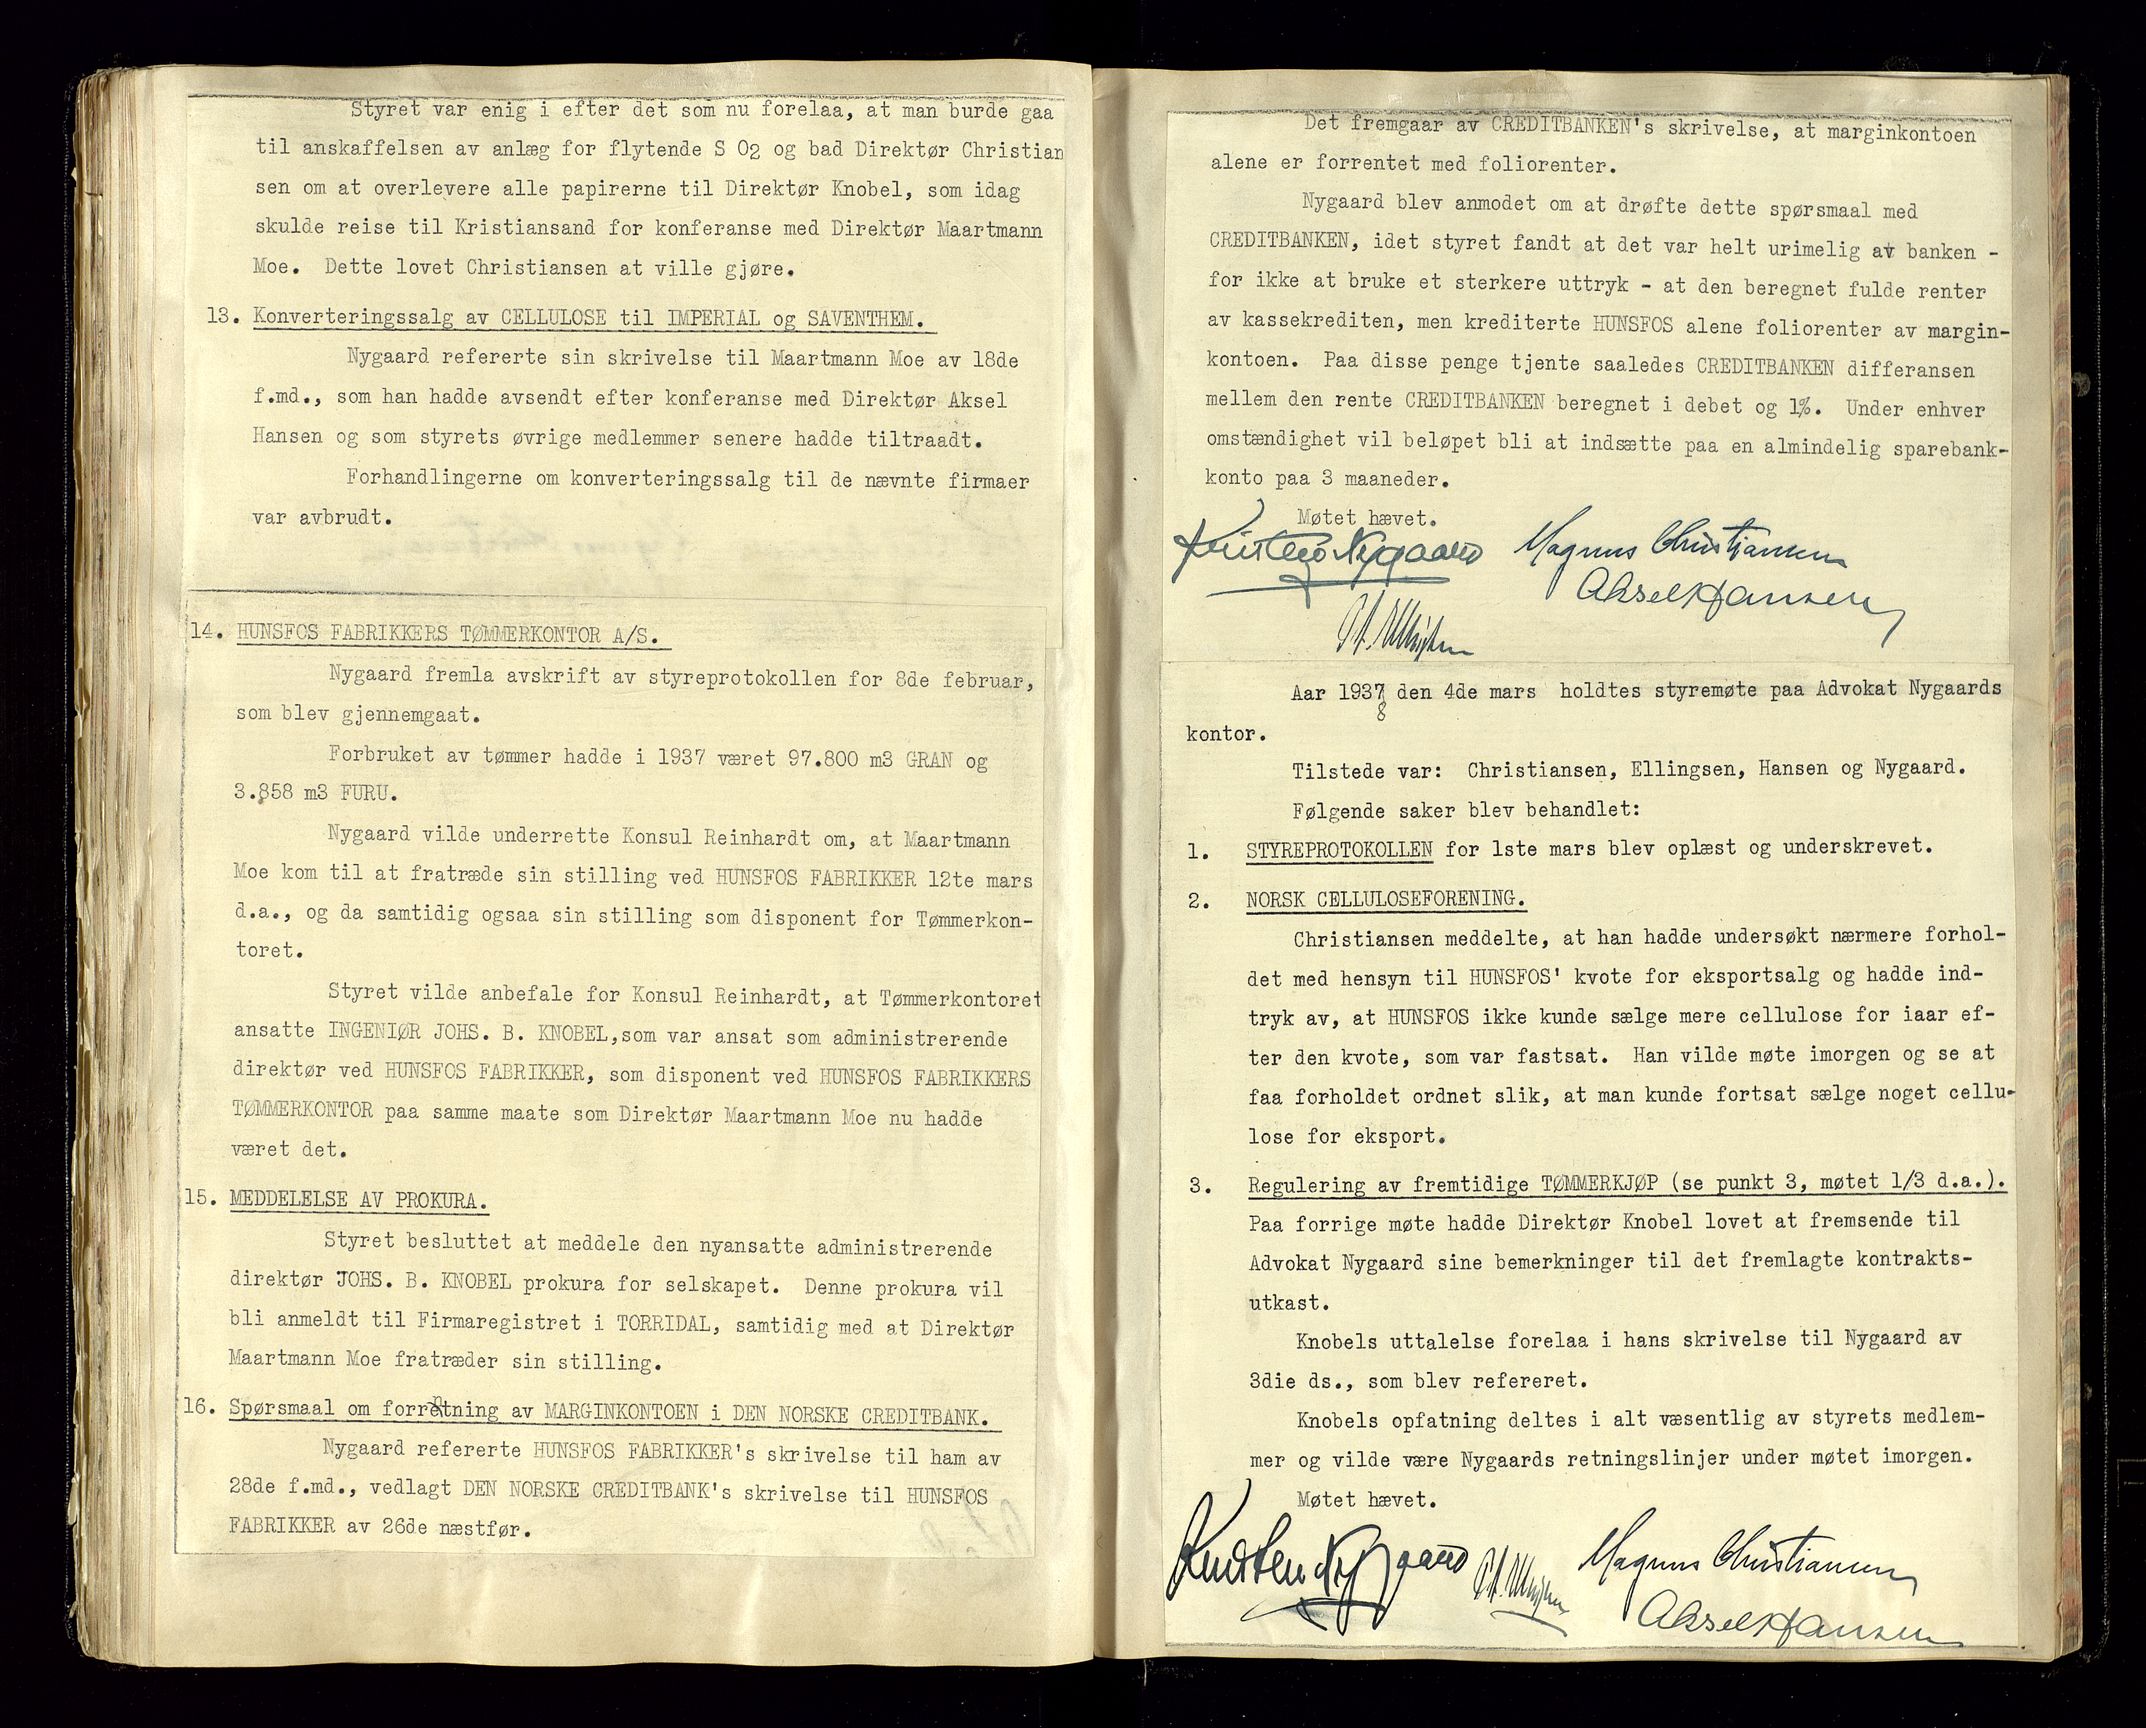 Styret var enig i efter det som nu forelaa, at man burde gaa
til anskaffelsen av anlæg for flytende S O2 og bad Direktør Christian
sen om at overlevere alle papirerne til Direktør Knobel, som idag
skulde reise til Kristiansand for konferanse med Direktør Maartmann
Moe. Dette lovet Christiansen at ville gjøre.
13. Konverteringssalg av CELLULOSE til IMPERIAL og SAVENTHEM.
Nygaard refererte sin skrivelse til Maartmann Moe av 18de
f.md., som han hadde avsendt efter konferanse med Direktør Aksel
Hansen og som styrets øvrige medlemmer senere hadde tiltraadt.
Forhandlingerne om konverteringssalg til de nævnte firmaer
var avbrudt.
14. HUNSFOS FABRIKKERS TØMMERKONTOR A/S.
Nygaard fremla avskrift av styreprotokollen for 8de februar,
som blev gjennemgaat.
Forbruket av tømmer hadde i 1937 været 97.800 m3 GRAN og
3.858 m3 FURU.
Nygaard vilde underrette Konsul Reinhardt om, at Maartmann
Moe kom til at fratræde sin stilling ved HUNSFOS FABRIKKER 12te mars
d.a., og da samtidig ogsaa sin stilling som disponent for Tømmerkon-
toret.
Styret vilde anbefale for Konsul Reinhardt, at Tømmerkontoret
ansatte INGENIØR JOHS. B. KNOBEL,som var ansat som administrerende
direktør ved HUNSFOS FABRIKKER, som disponent ved HUNSFOS FABRIKKERS
TØMMERKONTOR paa samme maate som Direktør Maartmann Moe nu hadde
været det.
15. MEDDELELSE AV PROKURA.
Styret besluttet at meddele den nyansatte administrerende
direktør JOHS. B. KNOBEL prokura for selskapet. Denne prokura vil
bli anmeldt til Firmaregistret i TORRIDAL, samtidig med at Direktør
Maartmann Moe fratræder sin stilling.
16. Spørsmaal om forrentning av MARGINKONTOEN i DEN NORSKE CREDITBANK.
Nygaard refererte HUNSFOS FABRIKKER's skrivelse til ham av
28de f.md., vedlagt DEN NORSKE CREDITBANK's skrivelse til HUNSFOS
FABRIKKER av 26de næstfør.
Det fremgaar av CREDITBANKEN's skrivelse, at marginkontoen
alene er forrentet med foliorenter.
Nygaard blev anmodet om at drøfte dette spørsmaal med
CREDITBANKEN, idet styret fandt at det var helt urimelig av banken -
for ikke at bruke et sterkere uttryk - at den beregnet fulde renter
av kassekrediten, men krediterte HUNSFOS alene foliorenter av margin-
kontoen. Paa disse penge tjente saaledes CREDITBANKEN differansen
mellem den rente CREDITBANKEN beregnet i debet og 1%. Under enhver
omstændighet vil beløpet bli at indsætte paa en almindelig sparebank-
konto paa 3 maaneder.
Møtet hævet.
Kristen Nygaard Magnus Christiansen
Aksel Hansen
Aar 1937 den 4de mars holdtes styremøte paa Advokat Nygaards
8
kontor.
Tilstede var: Christiansen, Ellingsen, Hansen og Nygaard.
Følgende saker blev behandlet:
1. STYREPROTOKOLLEN for 1ste mars blev oplæst og underskrevet.
2. NORSK CELLULOSEFORENING.
Christiansen meddelte, at han hadde undersøkt nærmere forhol-
det med hensyn til HUNSFOS' kvote for eksportsalg og hadde ind-
tryk av, at HUNSFOS ikke kunde sælge mere cellulose for iaar ef-
ter den kvote, som var fastsat. Han vilde møte imorgen og se at
faa forholdet ordnet slik, at man kunde fortsat sælge noget cellu-
lose for eksport.
3. Regulering av fremtidige TØMMERKJØP (se punkt 3, møtet 1/3 d.a.).
Paa forrige møte hadde Direktør Knobel lovet at fremsende til
Advokat Nygaard sine bemerkninger til det fremlagte kontrakts-
utkast.
Knobels uttalelse forelaa i hans skrivelse til Nygaard av
3die ds., som blev refereret.
Knobels opfatning deltes i alt væsentlig av styrets medlem-
mer og vilde være Nygaards retningslinjer under møtet imorgen.
Møtet hævet.
Kristen Nygaard Magnus Christiansen
Aksel Hansen